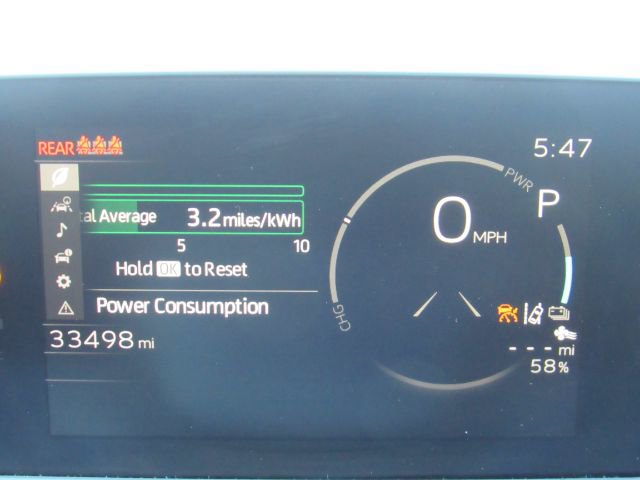 REAR
5:47
PWR
P
tal Average 3.2 miles/kWh
0 MPH
5 10
Hold OK to Reset
Power Consumption
CHG
33498 mi
--- mi
58%